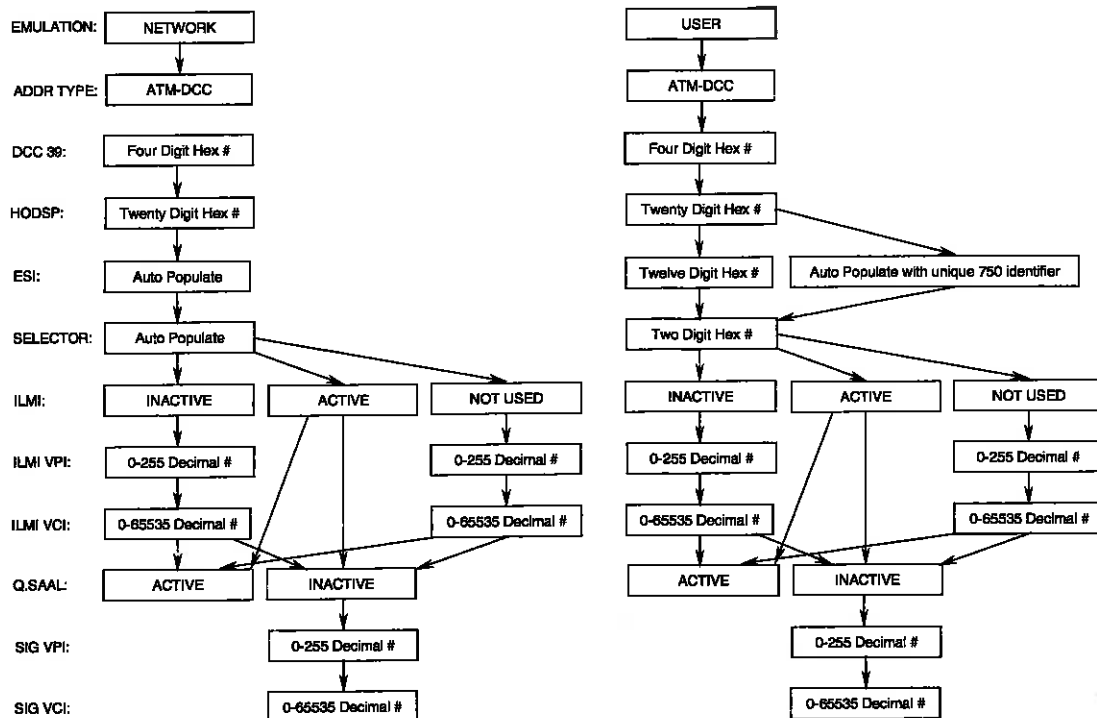 EMULATION: NETWORK USER
ADDR TYPE: ATM-DCC ATM-DCC
DCC 39: Four Digit Hex # Four Digit Hex #
HODSP: Twenty Digit Hex # Twenty Digit Hex #
ESI: Auto Populate Twelve Digit Hex # Auto Populate with unique 750 identifier
SELECTOR: Auto Populate Two Digit Hex #
ILMI: INACTIVE ACTIVE NOT USED INACTIVE ACTIVE NOT USED
ILMI VPI: 0-255 Decimal # 0-255 Decimal # 0-255 Decimal # 0-255 Decimal #
ILMI VCI: 0-65535 Decimal # 0-65535 Decimal # 0-65535 Decimal # 0-65535 Decimal #
Q.SAAL: ACTIVE INACTIVE ACTIVE INACTIVE
SIG VPI: 0-255 Decimal # 0-255 Decimal #
SIG VCI: 0-65535 Decimal # 0-65535 Decimal #